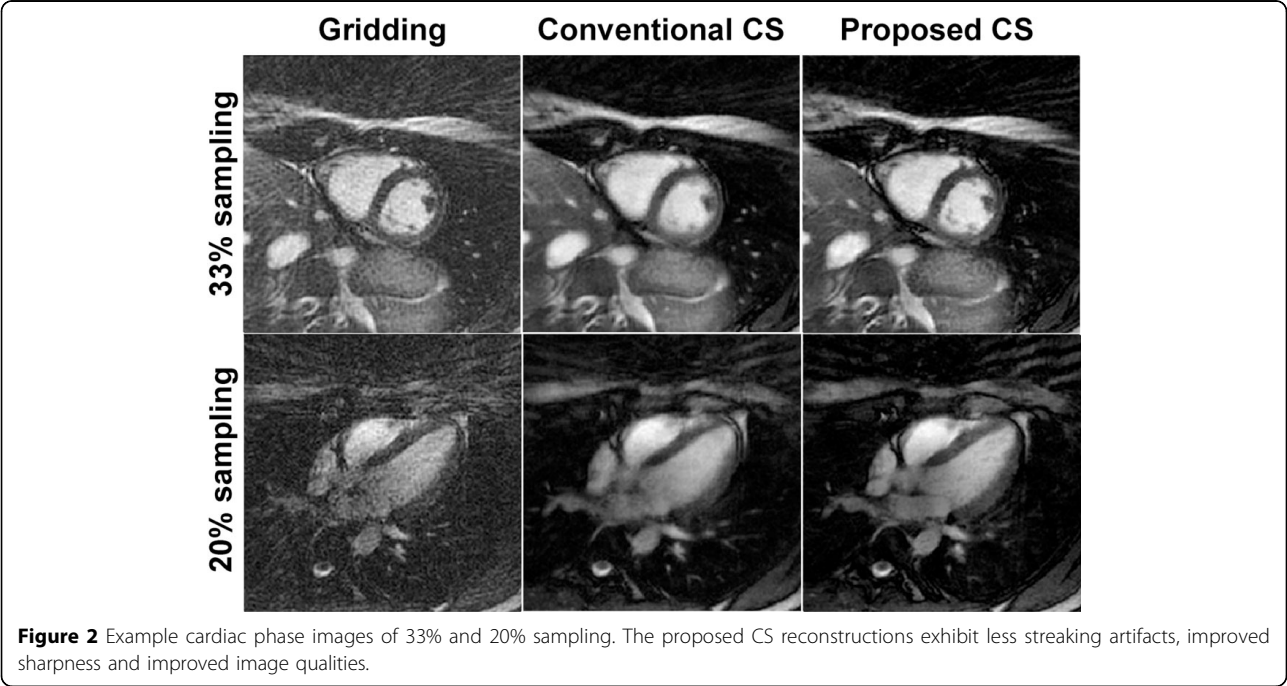 Gridding Conventional CS Proposed CS
33% sampling
20% sampling
Figure 2 Example cardiac phase images of 33% and 20% sampling. The proposed CS reconstructions exhibit less streaking artifacts, improved
sharpness and improved image qualities.